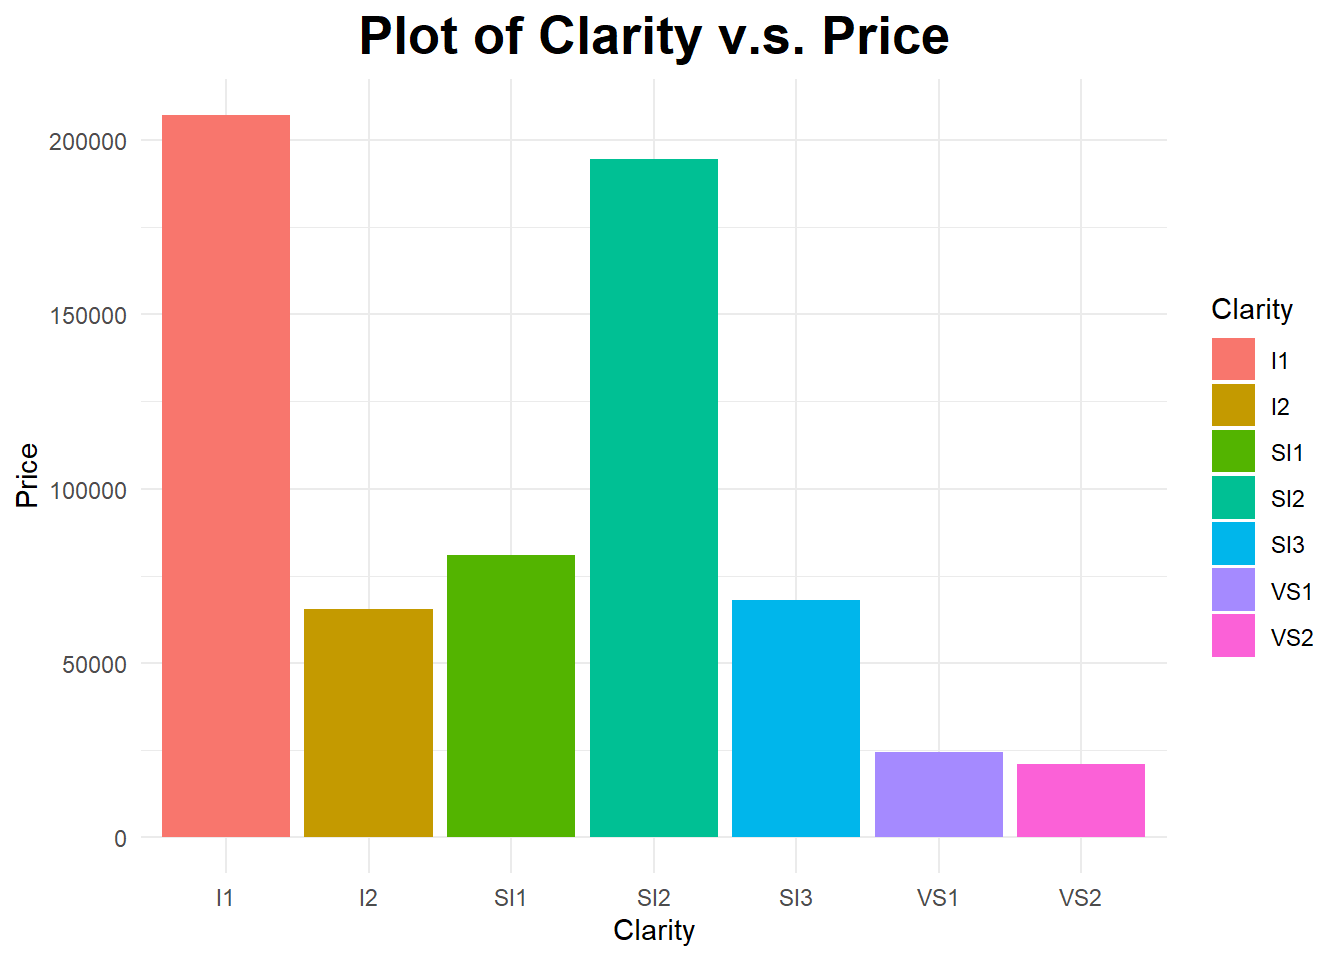 Plot of Clarity v.s. Price
200000
150000
100000
50000
0
Price
I1 I2 SI1 SI2 SI3 VS1 VS2
Clarity
Clarity
I1
I2
SI1
SI2
SI3
VS1
VS2